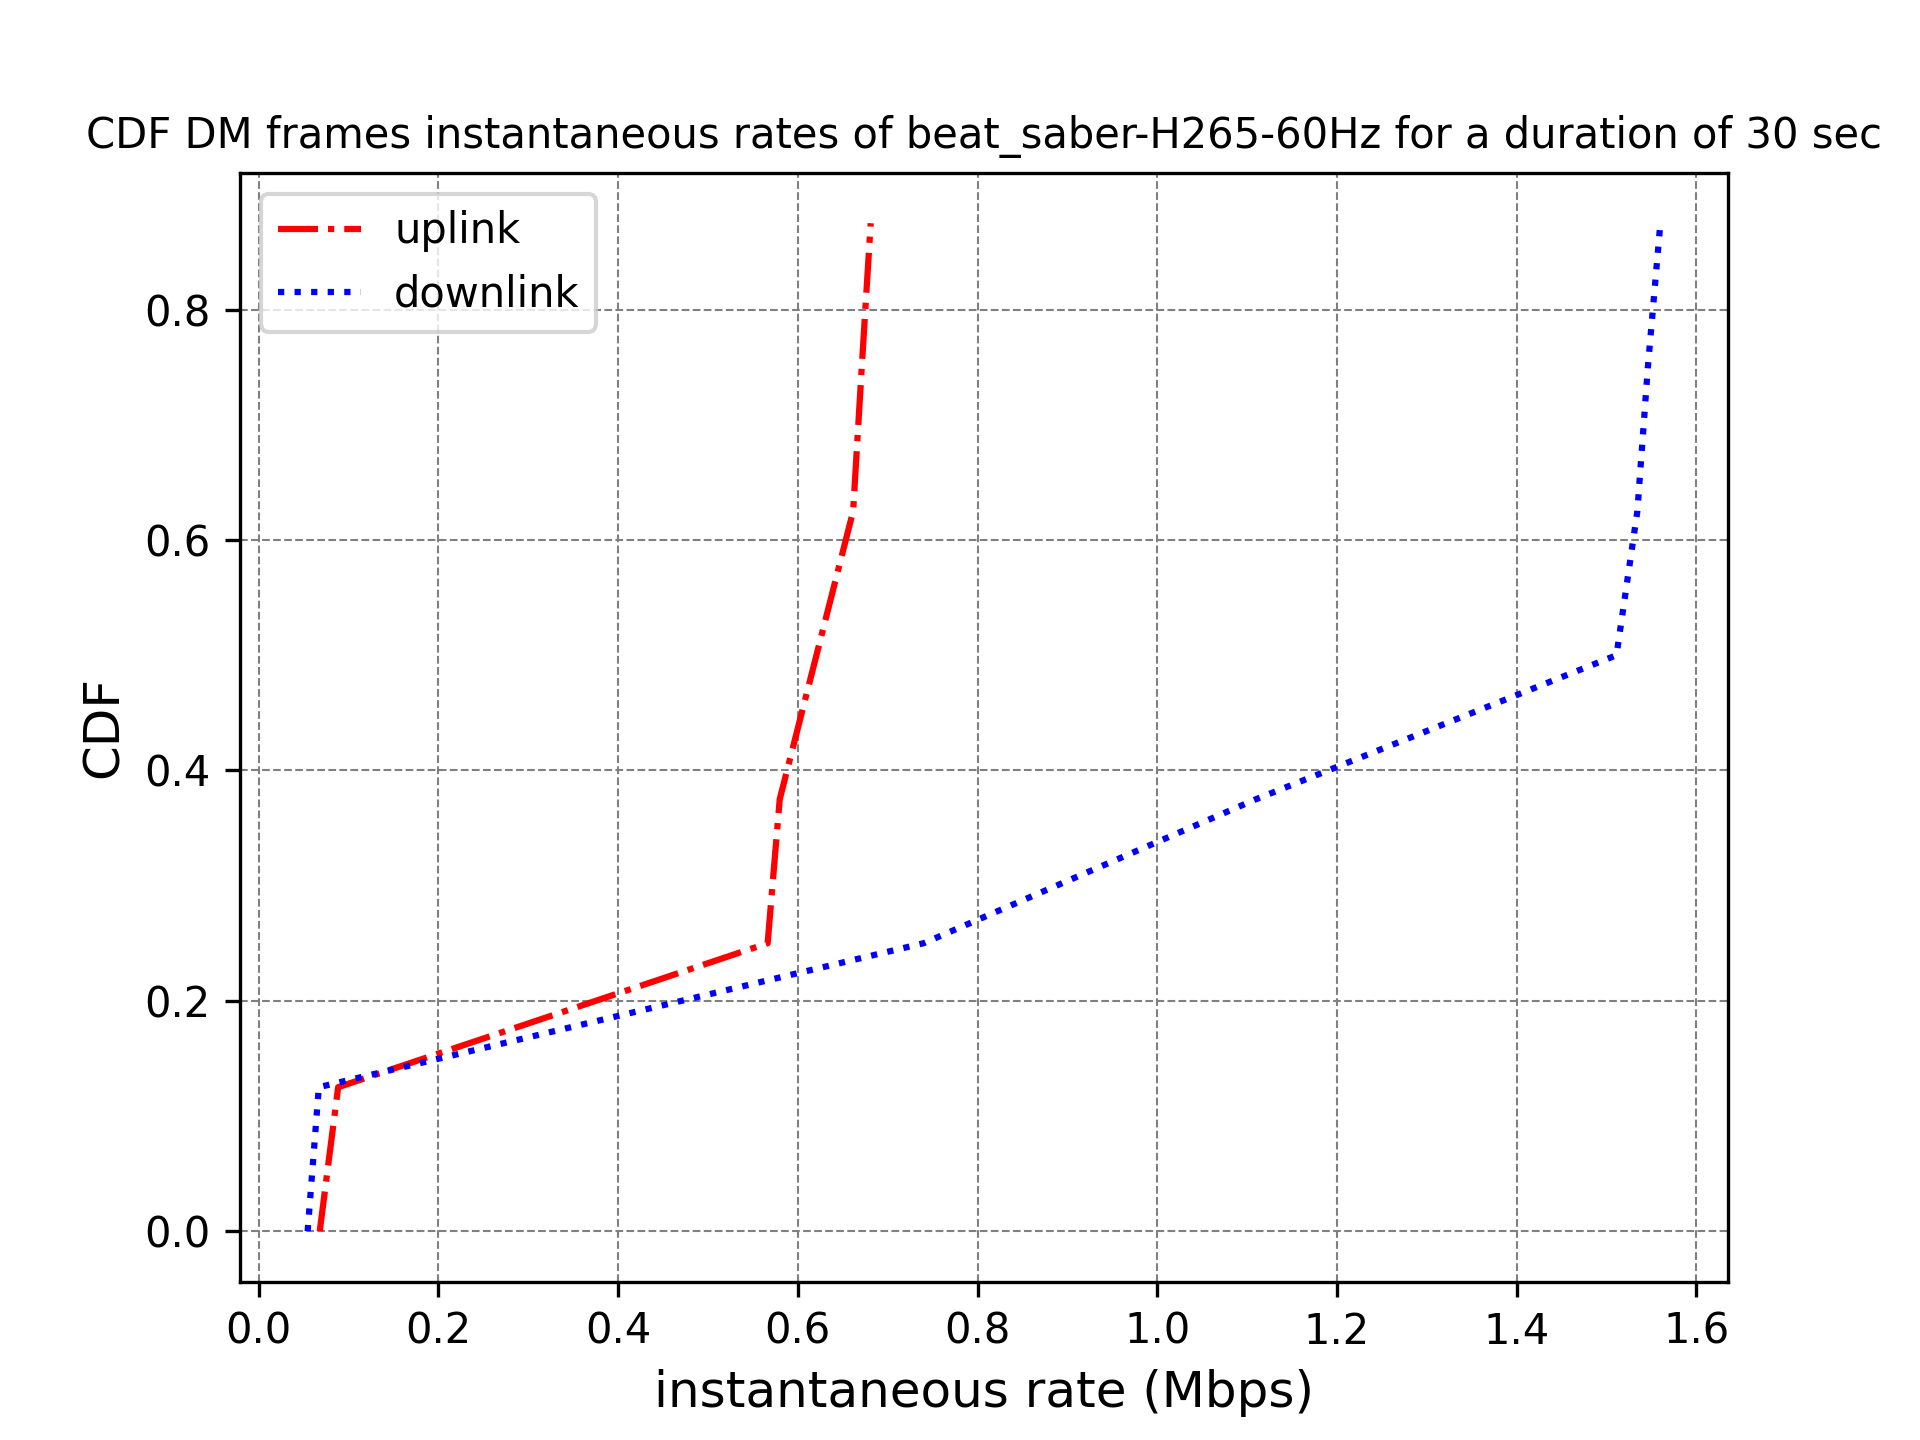 CDF DM frames instantaneous rates of beat_saber-H265-60Hz for a duration of 30 sec
uplink
downlink
CDF
0.8
0.6
0.4
0.2
0.0
0.0 0.2 0.4 0.6 0.8 1.0 1.2 1.4 1.6
instantaneous rate (Mbps)